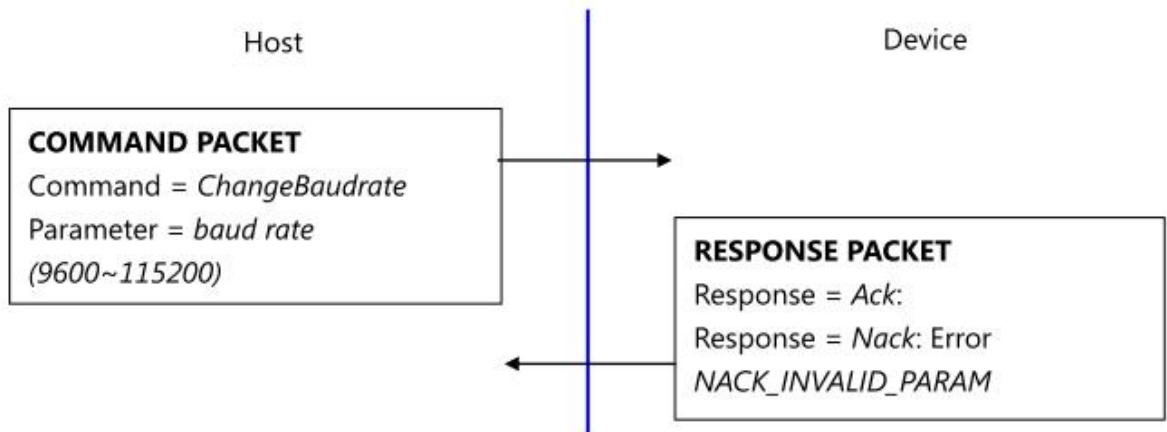 Host
Device
COMMAND PACKET
Command = ChangeBaudrate
Parameter = baud rate
(9600~115200)
RESPONSE PACKET
Response = Ack:
Response = Nack: Error
NACK_INVALID_PARAM